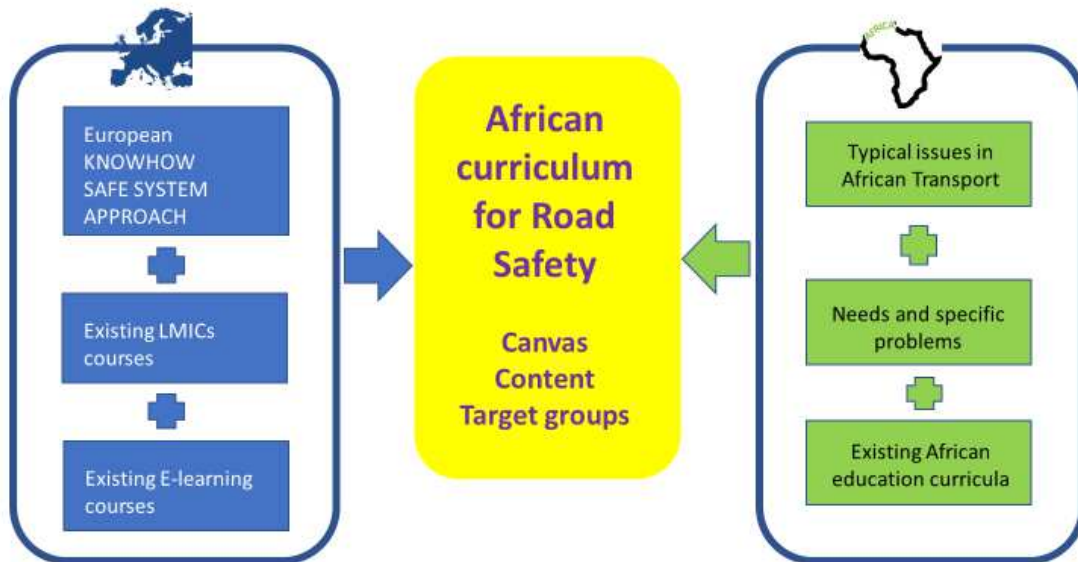 European
KNOWHOW
SAFE SYSTEM
APPROACH
Existing LMICs
courses
Existing E-learning
courses
African
curriculum
for Road
Safety
Canvas
Content
Target groups
AFRICA
Typical issues in
African Transport
Needs and specific
problems
Existing African
education curricula